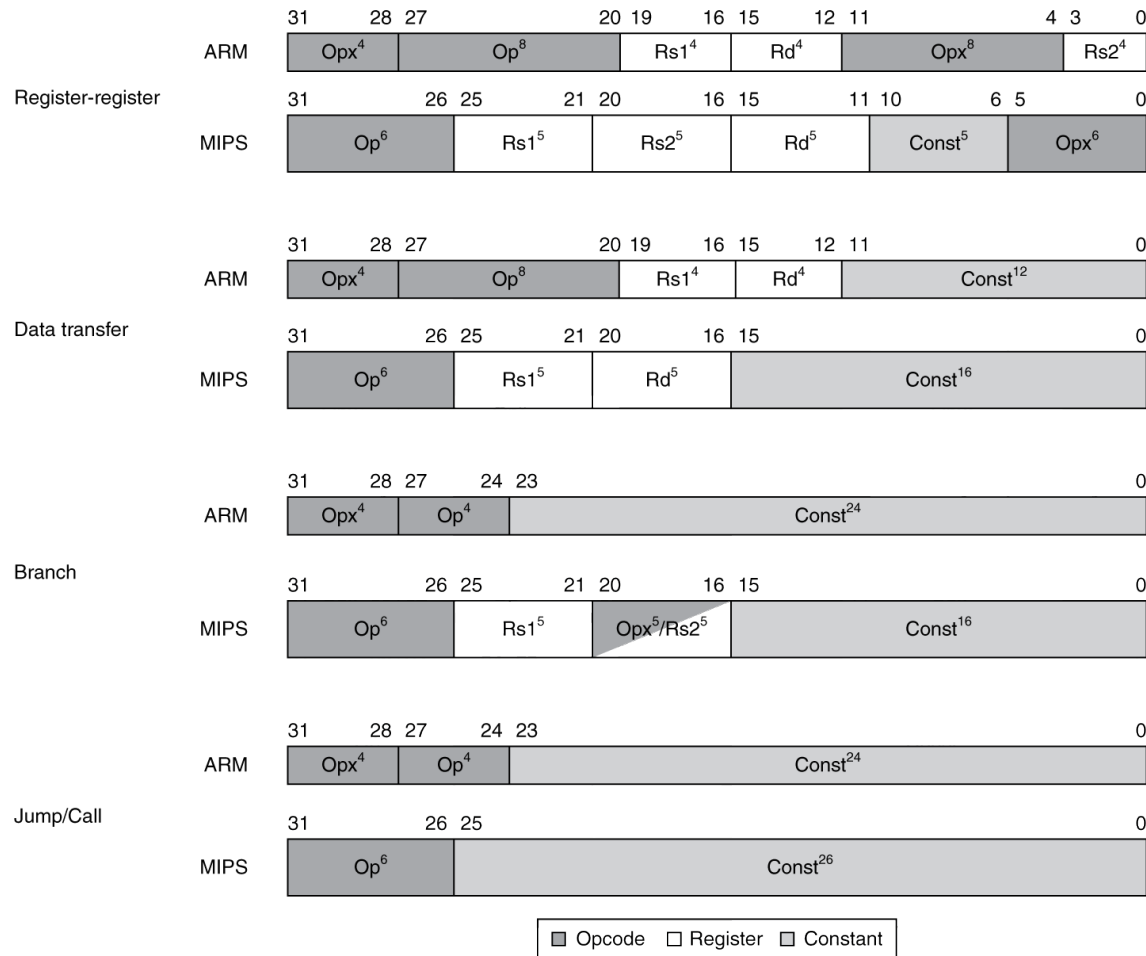 31 28 27 20 19 16 15 12 11 4 3 0
ARM Opx⁴ Op⁸ Rs1⁴ Rd⁴ Opx⁸ Rs2⁴
Register-register
31 26 25 21 20 16 15 11 10 6 5 0
MIPS Op⁶ Rs1⁵ Rs2⁵ Rd⁵ Const⁵ Opx⁶
31 28 27 20 19 16 15 12 11 0
ARM Opx⁴ Op⁸ Rs1⁴ Rd⁴ Const¹²
Data transfer
31 26 25 21 20 16 15 0
MIPS Op⁶ Rs1⁵ Rd⁵ Const¹⁶
31 28 27 24 23 0
ARM Opx⁴ Op⁴ Const²⁴
Branch
31 26 25 21 20 16 15 0
MIPS Op⁶ Rs1⁵ Opx⁵/Rs2⁵ Const¹⁶
31 28 27 24 23 0
ARM Opx⁴ Op⁴ Const²⁴
Jump/Call
31 26 25 0
MIPS Op�6 Const²⁶
Opcode Register Constant